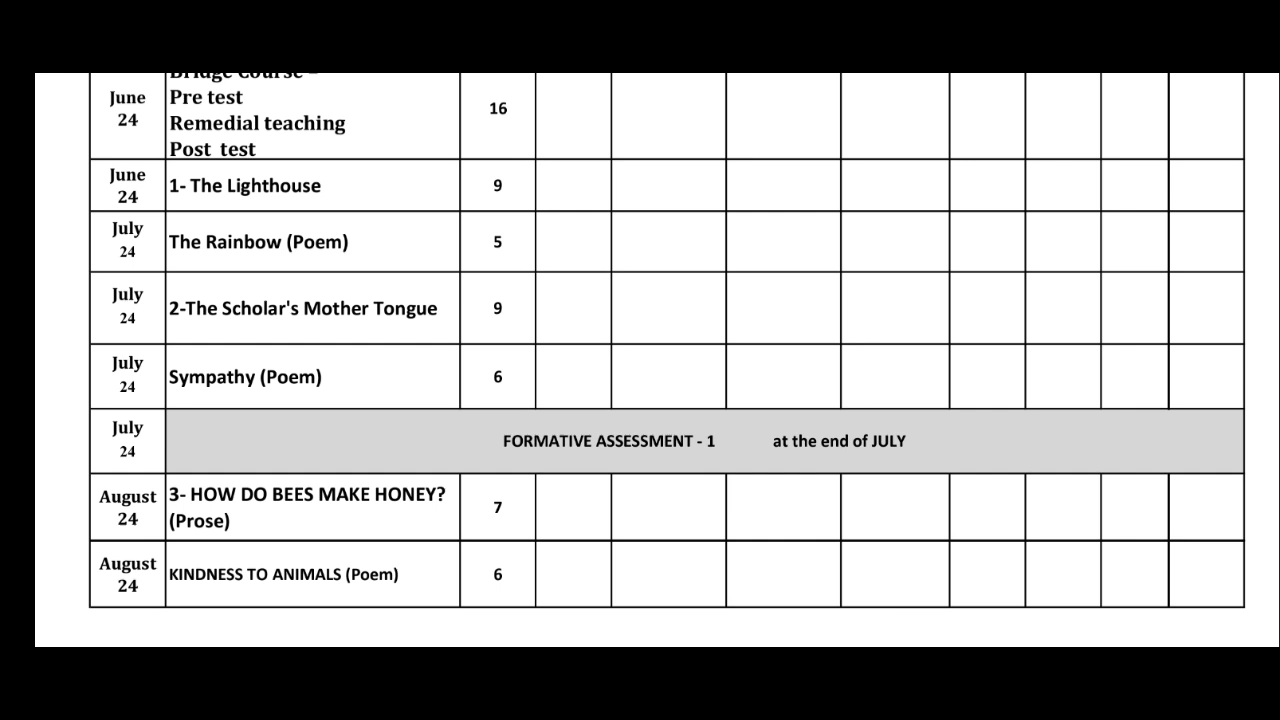 Bridge Course –
June
24
Pre test
Remedial teaching
Post test
16
June
24
1- The Lighthouse
9
July
24
The Rainbow (Poem)
5
July
24
2-The Scholar's Mother Tongue
9
July
24
Sympathy (Poem)
6
July
24
FORMATIVE ASSESSMENT - 1 at the end of JULY
August
24
3- HOW DO BEES MAKE HONEY?
(Prose)
7
August
24
KINDNESS TO ANIMALS (Poem)
6